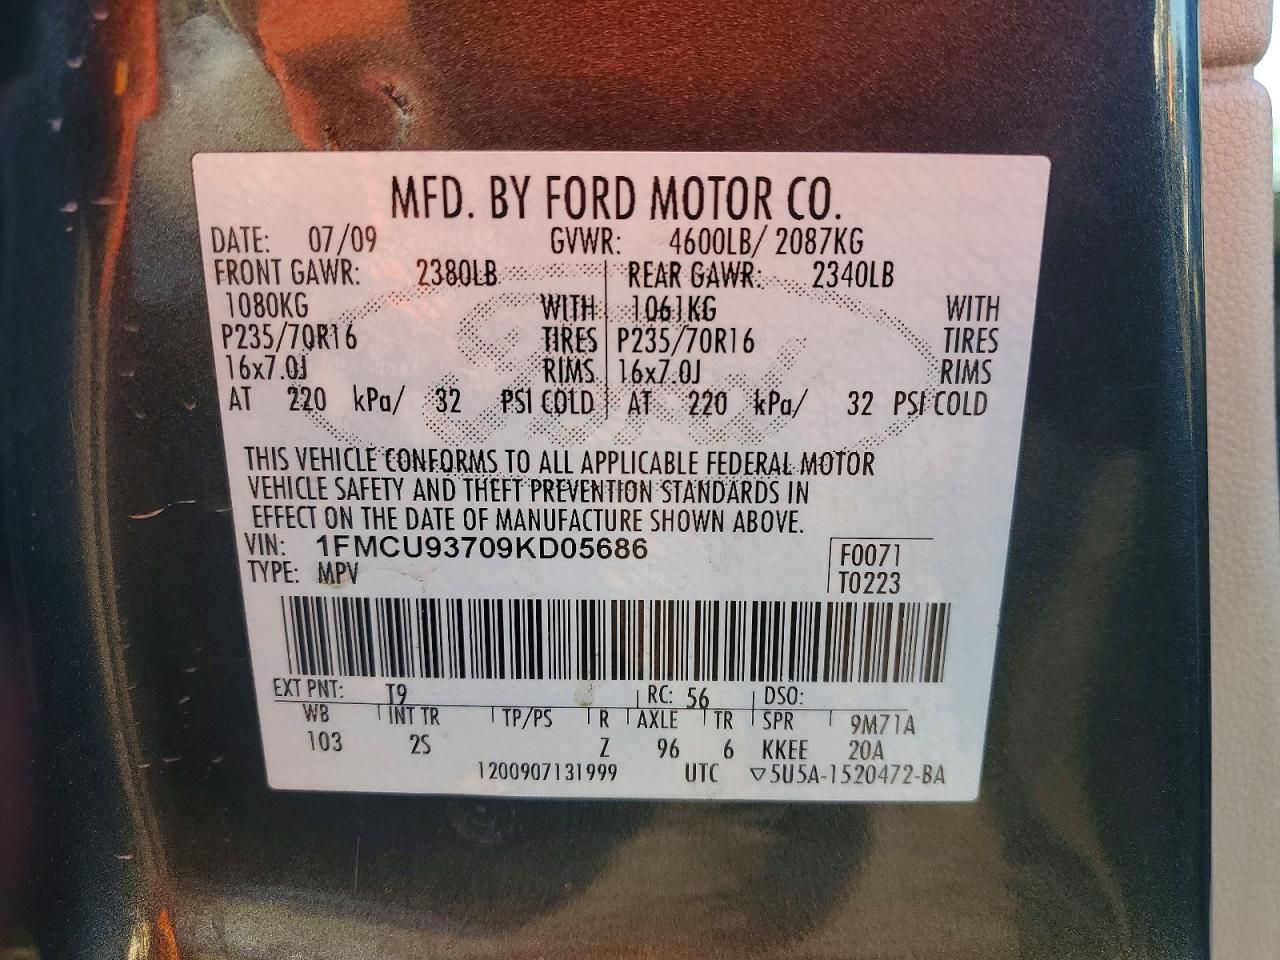 MFD. BY FORD MOTOR CO.
DATE: 07/09 GVWR: 4600LB/ 2087KG
FRONT GAWR: 2380LB REAR GAWR: 2340LB
1080KG WITH 1061KG WITH
P235/70R16 TIRES P235/70R16 TIRES
16x7.0J RIMS 16x7.0J RIMS
AT 220 kPa/ 32 PSI COLD AT 220 kPa/ 32 PSI COLD
Ford
THIS VEHICLE CONFORMS TO ALL APPLICABLE FEDERAL MOTOR
VEHICLE SAFETY AND THEFT PREVENTION STANDARDS IN
EFFECT ON THE DATE OF MANUFACTURE SHOWN ABOVE.
VIN: 1FMCU93709KD05686 F0071
TYPE: MPV T0223
EXT PNT: T9 RC: 56 DSO:
WB INT TR TP/PS R AXLE TR SPR 9M71A
103 2S Z 96 6 KKEE 20A
1200907131999 UTC ▽5U5A-1520472-BA